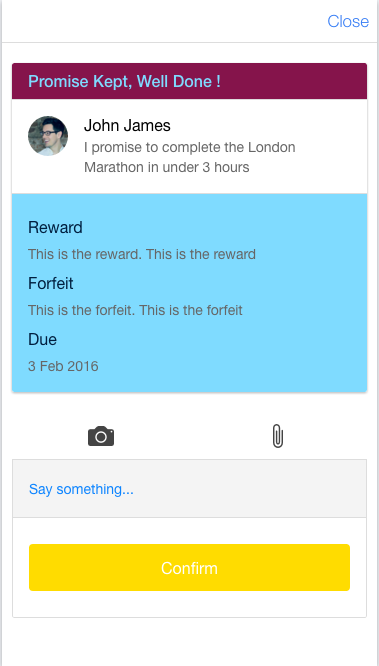 Close
Promise Kept, Well Done !
John James
I promise to complete the London
Marathon in under 3 hours
Reward
This is the reward. This is the reward
Forfeit
This is the forfeit. This is the forfeit
Due
3 Feb 2016
Say something...
Confirm